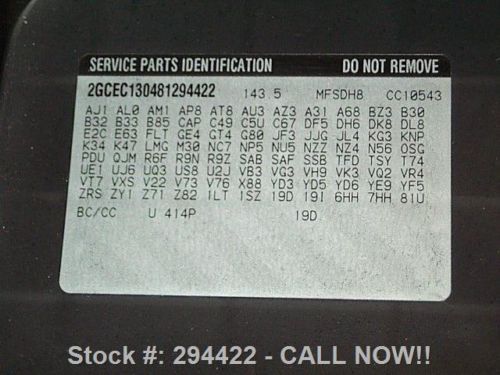 SERVICE PARTS IDENTIFICATION DO NOT REMOVE
2GCEC130481294422 143 5 MFSDH8 CC10543
AJ1 AL0 AM1 AP8 AT8 AU3 AZ3 A31 A68 BZ3 B30
B32 B33 B85 CAP C49 C5U C67 DF5 DH6 DK8 DL8
E2C E63 FLT GE4 GT4 G80 JF3 JJG JL4 KG3 KNP
K34 K47 LMG M30 NC7 NP5 NU5 NZZ NZ4 N56 OSG
PDU QJM R6F R9N R9Z SAB SAF SSB TFD TSY T74
UE1 UJ6 UQ3 US8 U2J VB3 VG3 VH9 VK3 VQ2 VR4
VT7 VXS V22 V73 V76 X88 YD3 YD5 YD6 YE9 YF5
ZRS ZY1 Z71 Z82 1LT 1SZ 19D 19I 6HH 7HH 81U
BC/CC U 414P 19D
Stock #: 294422 - CALL NOW!!